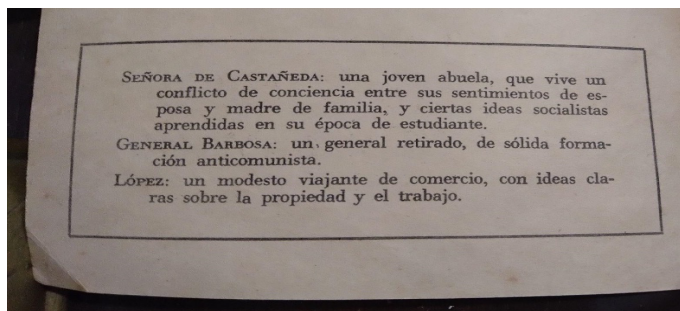 SEÑORA DE CASTAÑEDA: una joven abuela, que vive un
conflicto de conciencia entre sus sentimientos de es-
posa y madre de familia, y ciertas ideas socialistas
aprendidas en su época de estudiante.
GENERAL BARBOSA: un general retirado, de sólida forma-
ción anticomunista.
LÓPEZ: un modesto viajante de comercio, con ideas cla-
ras sobre la propiedad y el trabajo.